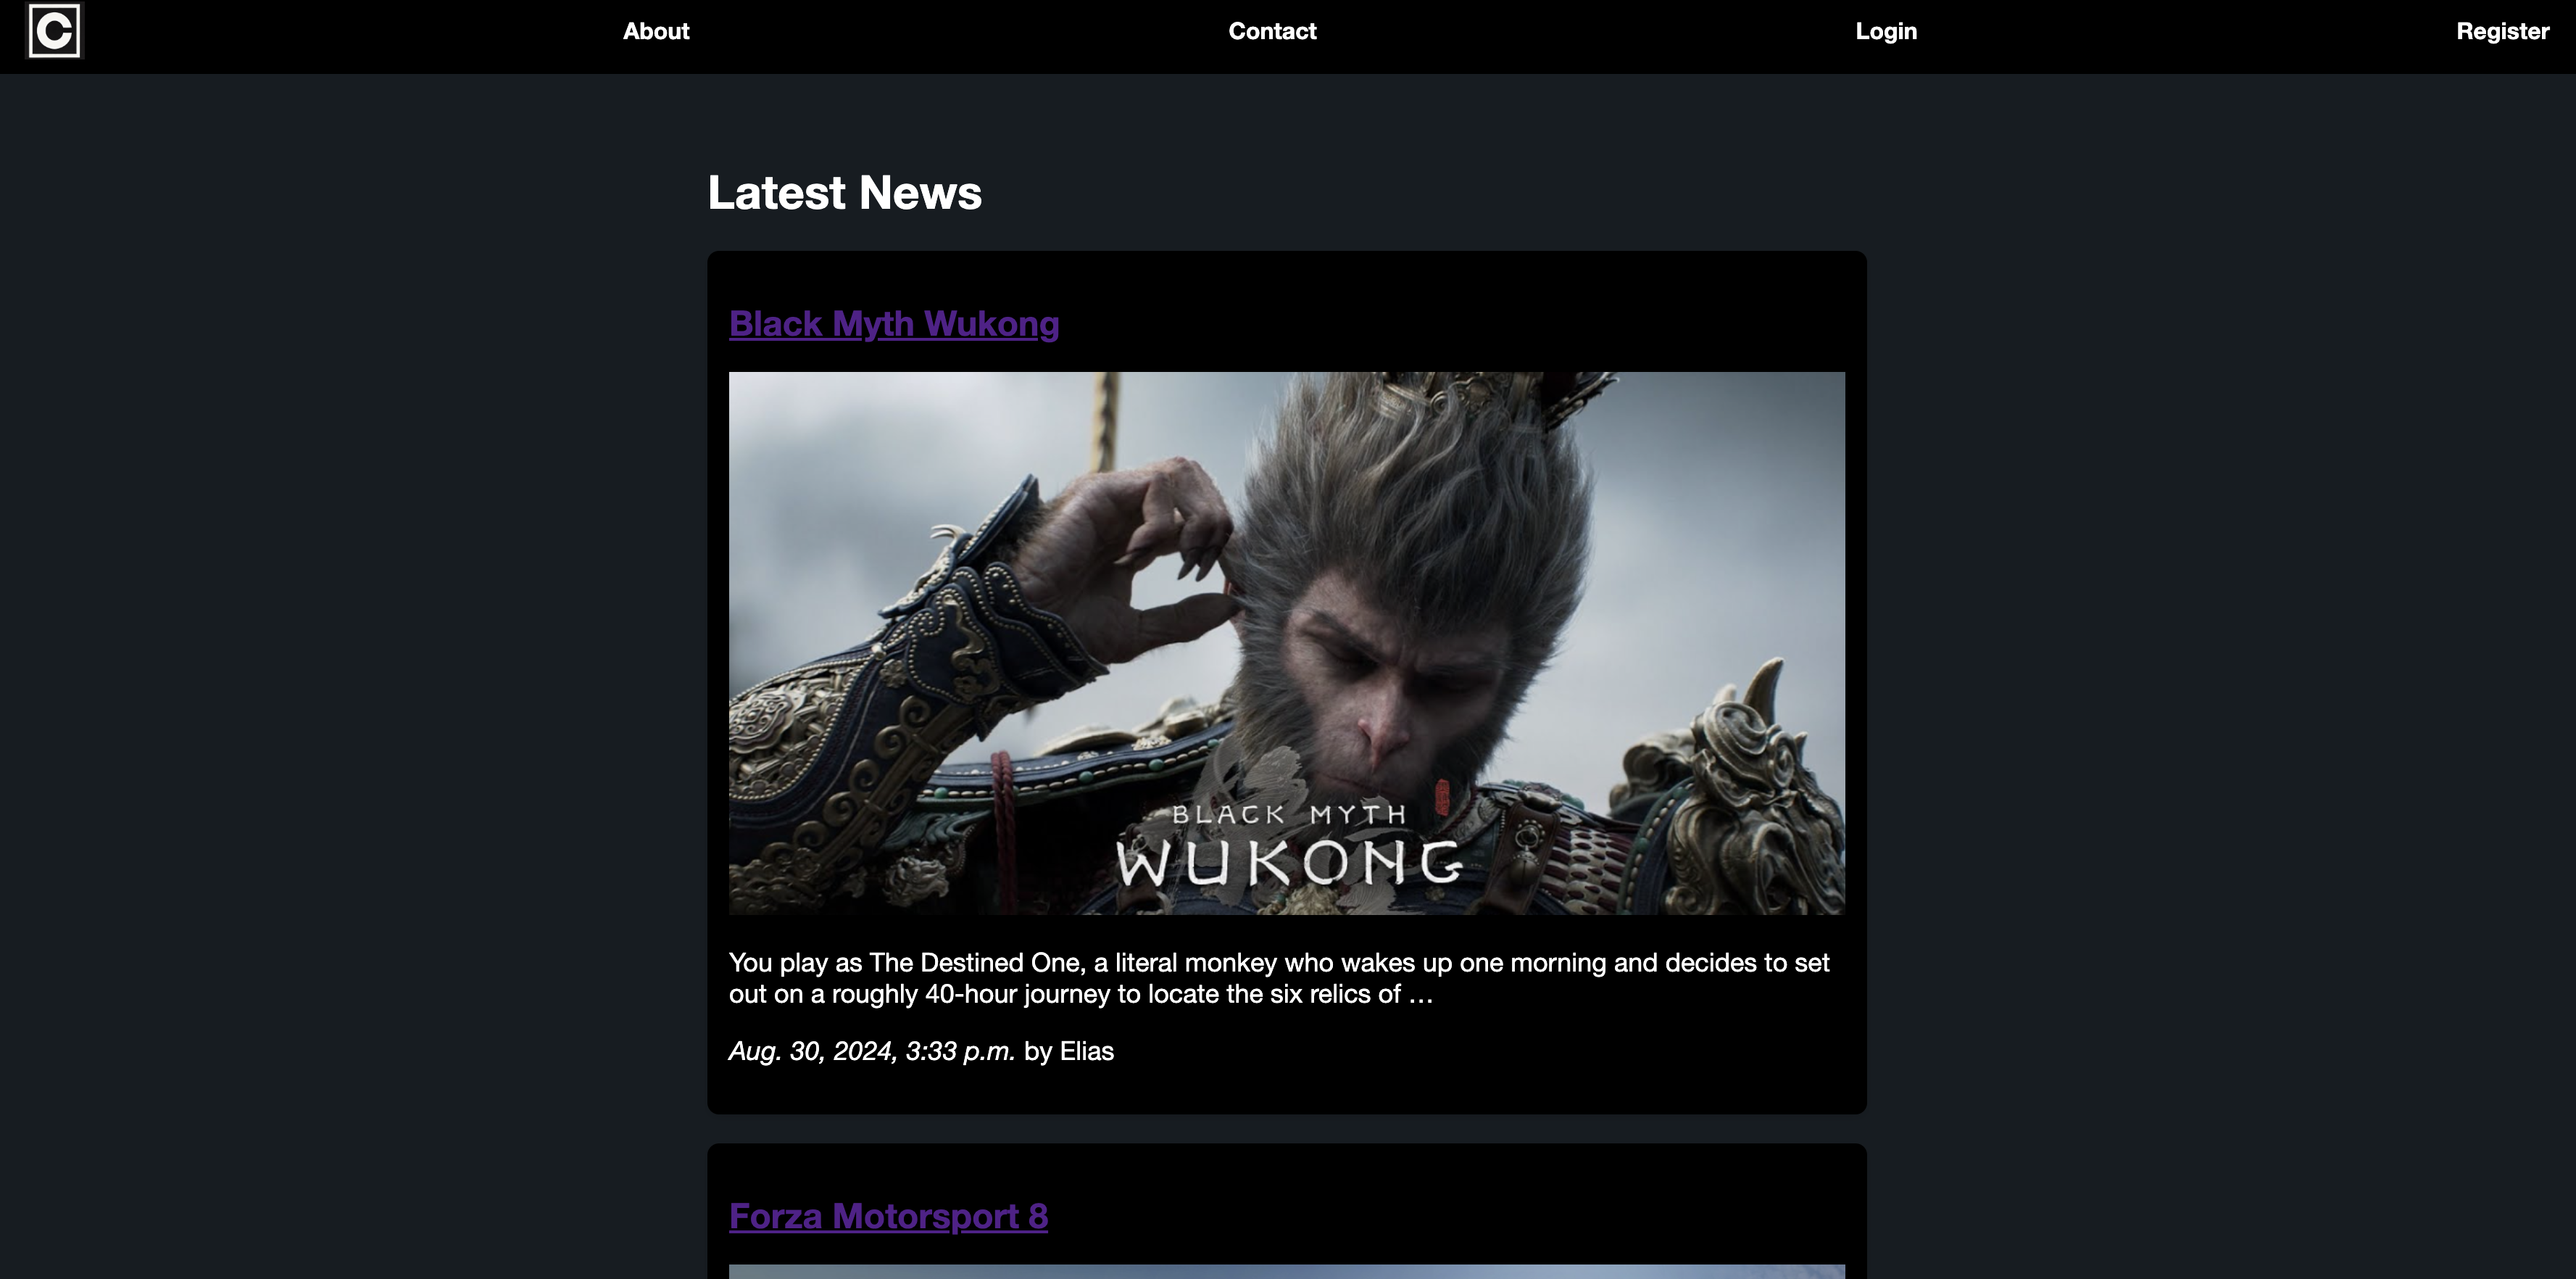 C
About
Contact
Login
Register
Latest News
Black Myth Wukong
BLACK MYTH
WUKONG
You play as The Destined One, a literal monkey who wakes up one morning and decides to set
out on a roughly 40-hour journey to locate the six relics of …
Aug. 30, 2024, 3:33 p.m. by Elias
Forza Motorsport 8